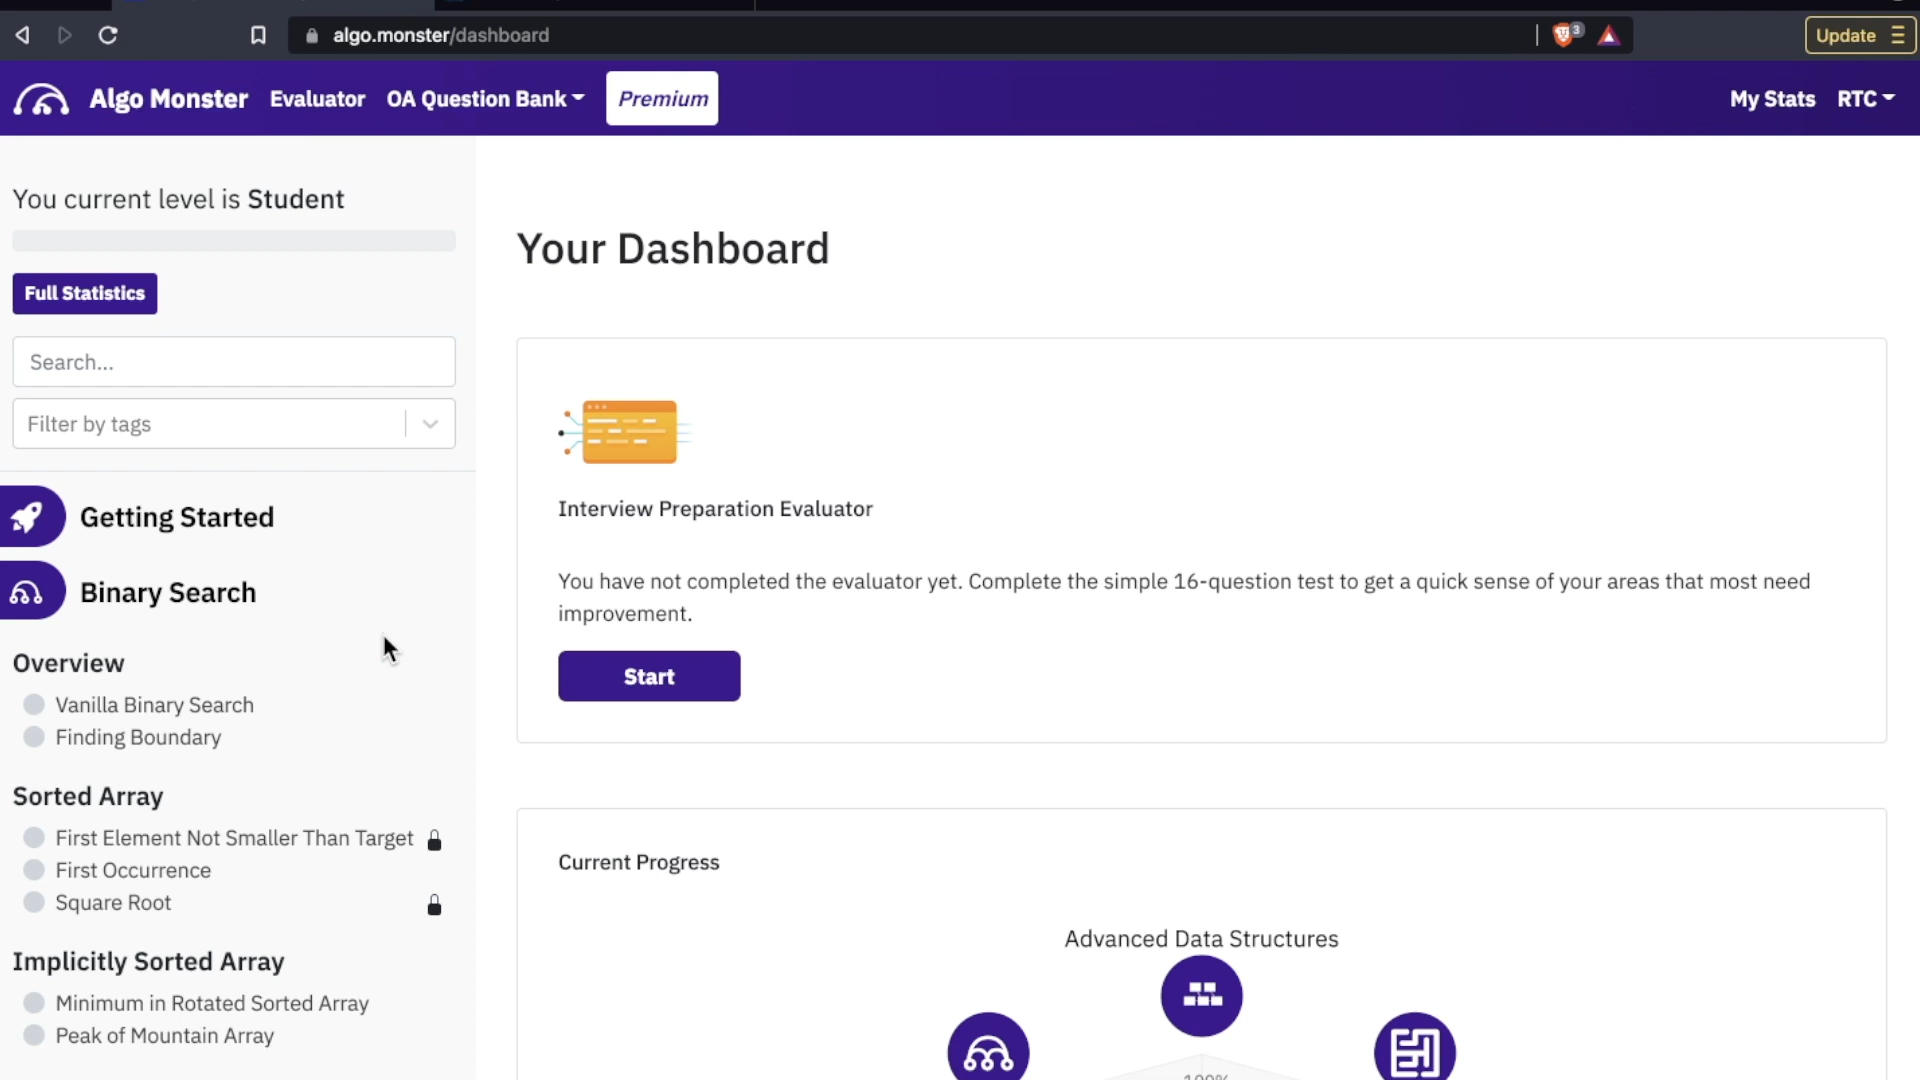 algo.monster/dashboard
3
Update
Algo Monster
Evaluator
OA Question Bank
Premium
My Stats
RTC
You current level is Student
Full Statistics
Search...
Filter by tags
Getting Started
Binary Search
Overview
Vanilla Binary Search
Finding Boundary
Sorted Array
First Element Not Smaller Than Target
First Occurrence
Square Root
Implicitly Sorted Array
Minimum in Rotated Sorted Array
Peak of Mountain Array
Your Dashboard
Interview Preparation Evaluator
You have not completed the evaluator yet. Complete the simple 16-question test to get a quick sense of your areas that most need
improvement.
Start
Current Progress
Advanced Data Structures
100%